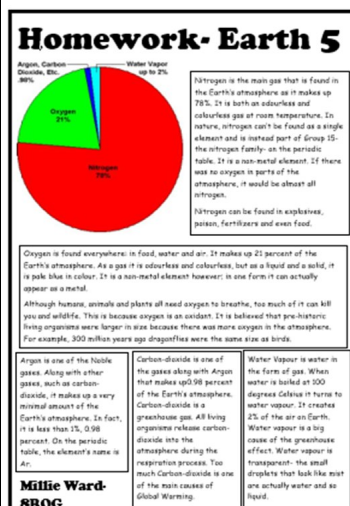 Homework- Earth 5
Argon, Carbon
Dioxide, Etc.
.98%
Water Vapor
up to 2%
Oxygen
21%
Nitrogen
78%
Nitrogen is the main gas that is found in
the Earth's atmosphere as it makes up
78%. It is both an odourless and
colourless gas at room temperature. In
nature, nitrogen can't be found as a single
element and is instead part of Group 15-
the nitrogen family- on the periodic
table. It is a non-metal element. If there
was no oxygen in parts of the
atmosphere, it would be almost all
nitrogen.
Nitrogen can be found in explosives,
poison, fertilizers and even food.
Oxygen is found everywhere: in food, water and air. It makes up 21 percent of the
Earth's atmosphere. As a gas it is odourless and colourless, but as a liquid and a solid, it
is pale blue in colour. It is a non-metal element however; in one form it can actually
appear as a metal.
Although humans, animals and plants all need oxygen to breathe, too much of it can kill
you and wildlife. This is because oxygen is an oxidant. It is believed that pre-historic
living organisms were larger in size because there was more oxygen in the atmosphere.
For example, 300 million years ago dragonflies were the same size as birds.
Argon is one of the Noble
gases. Along with other
gases, such as carbon-
dioxide, it makes up a very
minimal amount of the
Earth's atmosphere. In fact,
it is less than 1%, 0.98
percent. On the periodic
table, the element's name is
Ar.
Millie Ward-
8ROG
Carbon-dioxide is one of
the gases along with Argon
that makes up0.98 percent
of the Earth's atmosphere.
Carbon-dioxide is a
greenhouse gas. All living
organisms release carbon-
dioxide into the
atmosphere during the
respiration process. Too
much Carbon-dioxide is one
of the main causes of
Global Warming.
Water Vapour is water in
the form of gas. When
water is boiled at 100
degrees Celsius it turns to
water vapour. It creates
2% of the air on Earth.
Water vapour is a big
cause of the greenhouse
effect. Water vapour is
transparent- the small
droplets that look like mist
are actually water and so
liquid.